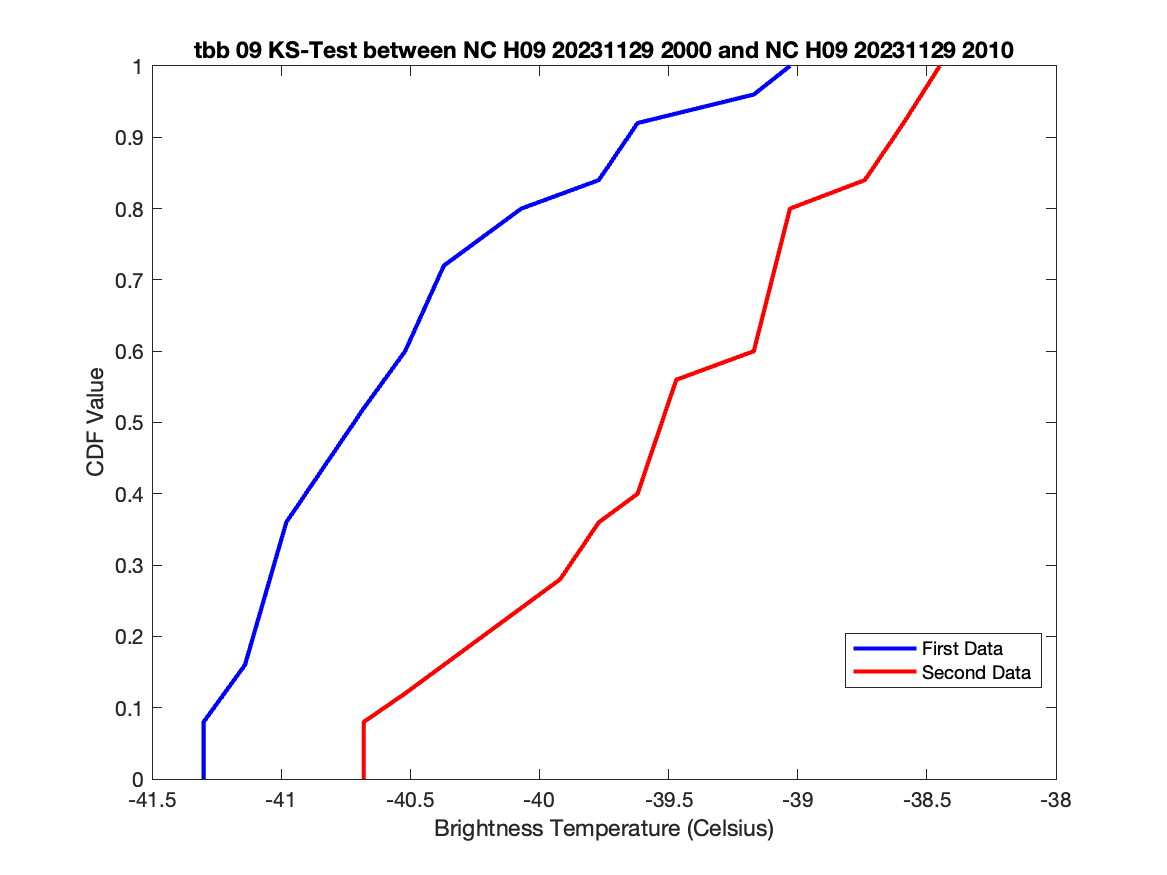 tbb 09 KS-Test between NC H09 20231129 2000 and NC H09 20231129 2010
1
0.9
0.8
0.7
0.6
0.5
0.4
0.3
0.2
0.1
0
CDF Value
First Data
Second Data
-41.5 -41 -40.5 -40 -39.5 -39 -38.5 -38
Brightness Temperature (Celsius)